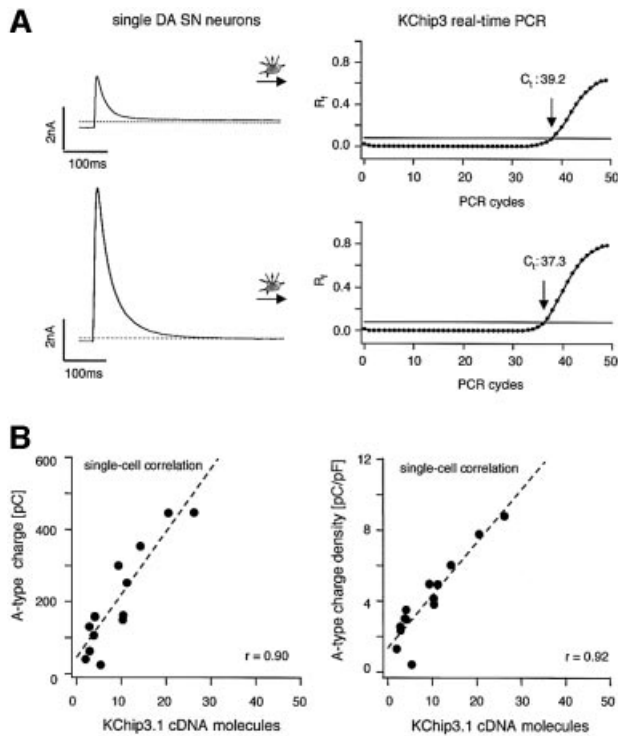 A
single DA SN neurons
KChip3 real-time PCR
2nA
100ms
0.8
0.4
0.0
Rf
Ct: 39.2
0 10 20 30 40 50
PCR cycles
2nA
100ms
0.8
0.4
0.0
Rf
Ct: 37.3
0 10 20 30 40 50
PCR cycles
B
600
400
200
0
A-type charge [pC]
single-cell correlation
r = 0.90
0 10 20 30 40 50
KChip3.1 cDNA molecules
12
8
4
0
A-type charge density [pC/pF]
single-cell correlation
r = 0.92
0 10 20 30 40 50
KChip3.1 cDNA molecules